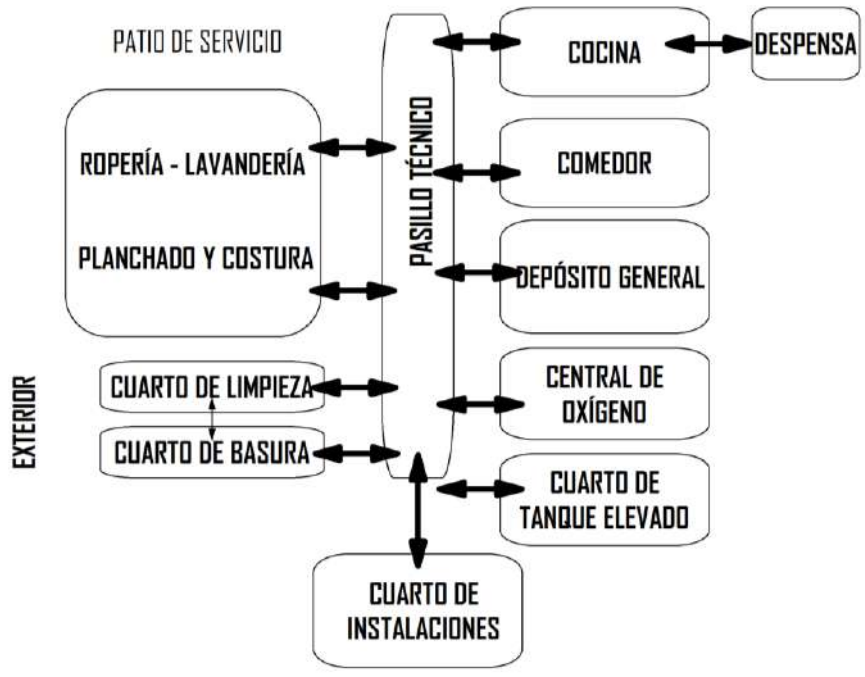 PATIO DE SERVICIO
COCINA
DESPENSA
ROPERÍA - LAVANDERÍA
PLANCHADO Y COSTURA
PASILLO TÉCNICO
COMEDOR
DEPÓSITO GENERAL
EXTERIOR
CUARTO DE LIMPIEZA
CUARTO DE BASURA
CENTRAL DE
OXÍGENO
CUARTO DE
TANQUE ELEVADO
CUARTO DE
INSTALACIONES